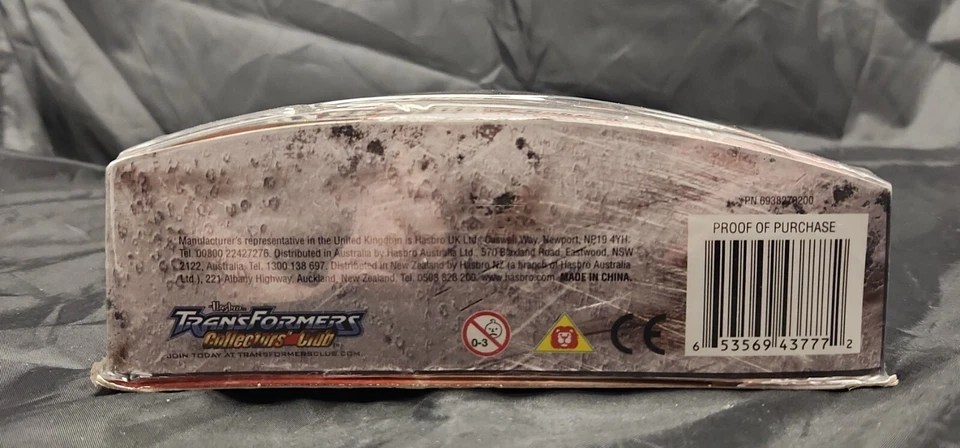 PN 6938270200
PROOF OF PURCHASE
Manufacturer's representative in the United Kingdom is Hasbro UK Ltd., Caswell Way, Newport, NP19 4YH.
Tel. 00800 22427276. Distributed in Australia by Hasbro Australia Ltd., 570 Blaxland Road, Eastwood, NSW
2122, Australia. Tel. 1300 138 697. Distributed in New Zealand by Hasbro NZ (a branch of Hasbro Australia
Ltd.), 221 Albany Highway, Auckland, New Zealand. Tel. 0508 828 200. www.hasbro.com MADE IN CHINA.
Hasbro
TRANSFORMERS
Collectors' Club
JOIN TODAY AT TRANSFORMERSCLUB.COM
0-3
CE
6 53569 43777 2